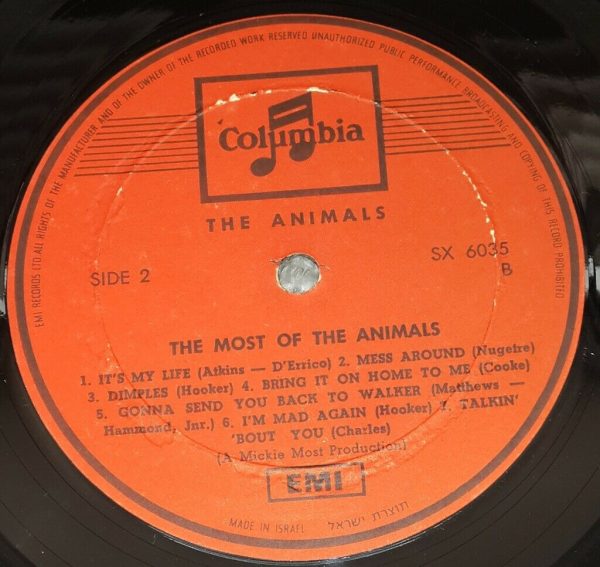 EMI RECORDS LTD ALL RIGHTS OF THE MANUFACTURER AND OF THE OWNER OF THE RECORDED WORK RESERVED UNAUTHORIZED PUBLIC PERFORMANCE BROADCASTING AND COPYING OF THIS RECORD PROHIBITED
Columbia
THE ANIMALS
SIDE 2
SX 6035
B
THE MOST OF THE ANIMALS
1. IT'S MY LIFE (Atkins — D'Errico) 2. MESS AROUND (Nugetre)
3. DIMPLES (Hooker) 4. BRING IT ON HOME TO ME (Cooke)
5. GONNA SEND YOU BACK TO WALKER (Matthews —
Hammond, Jnr.) 6. I'M MAD AGAIN (Hooker) 7. TALKIN'
'BOUT YOU (Charles)
(A Mickie Most Production)
EMI
MADE IN ISRAEL תוצרת ישראל